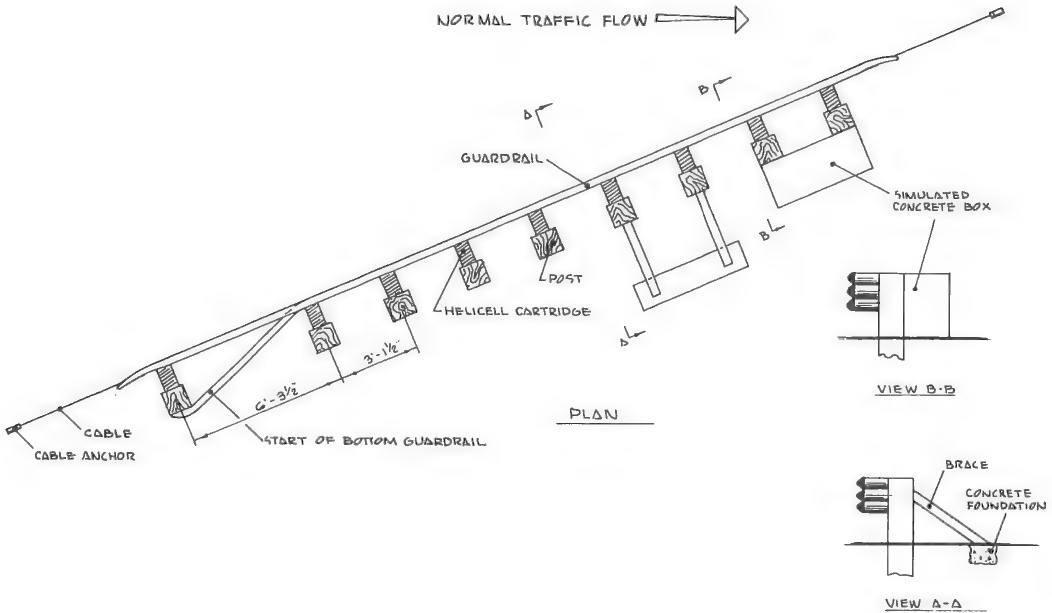 NORMAL TRAFFIC FLOW
A
B
GUARDRAIL
SIMULATED
CONCRETE BOX
B
POST
HELICELL CARTRIDGE
3'-1½"
A
6'-3½"
VIEW B-B
PLAN
CABLE
START OF BOTTOM GUARDRAIL
CABLE ANCHOR
BRACE
CONCRETE
FOUNDATION
VIEW A-A